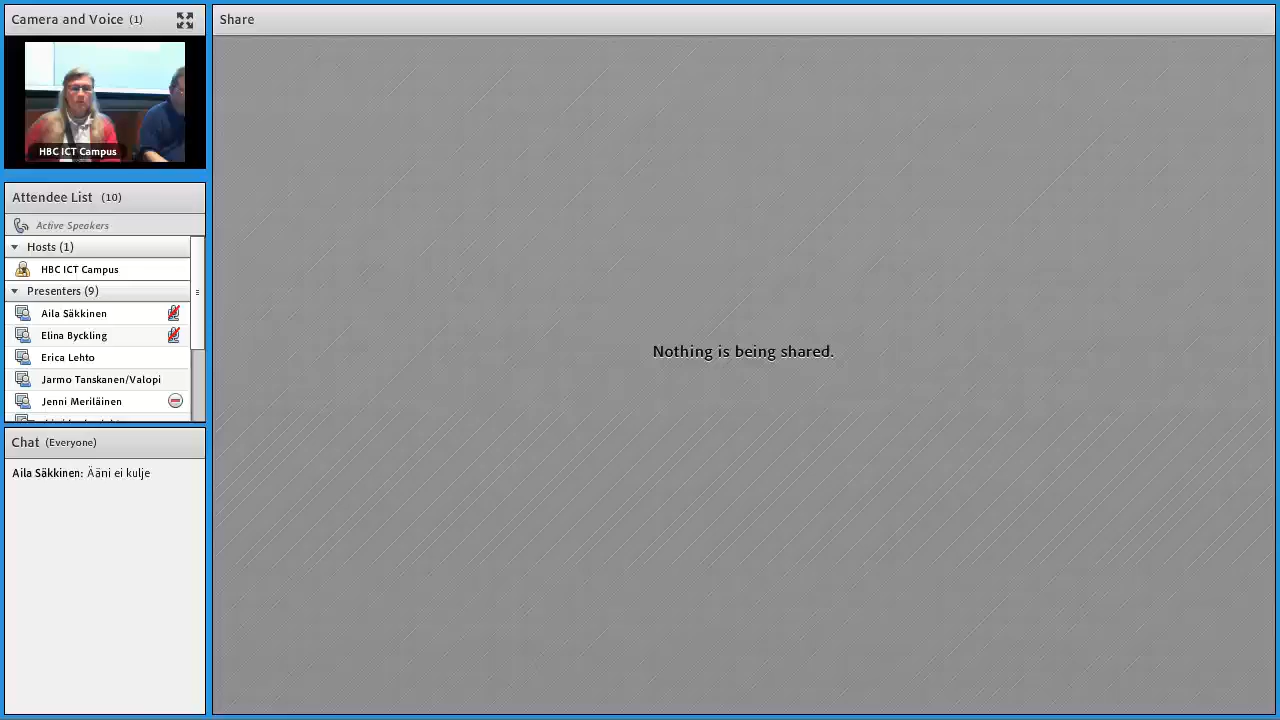 Camera and Voice (1)
HBC ICT Campus
Attendee List (10)
Active Speakers
Hosts (1)
HBC ICT Campus
Presenters (9)
Aila Säkkinen
Elina Byckling
Erica Lehto
Jarmo Tanskanen/Valopi
Jenni Meriläinen
Chat (Everyone)
Aila Säkkinen: Ääni ei kulje
Share
Nothing is being shared.